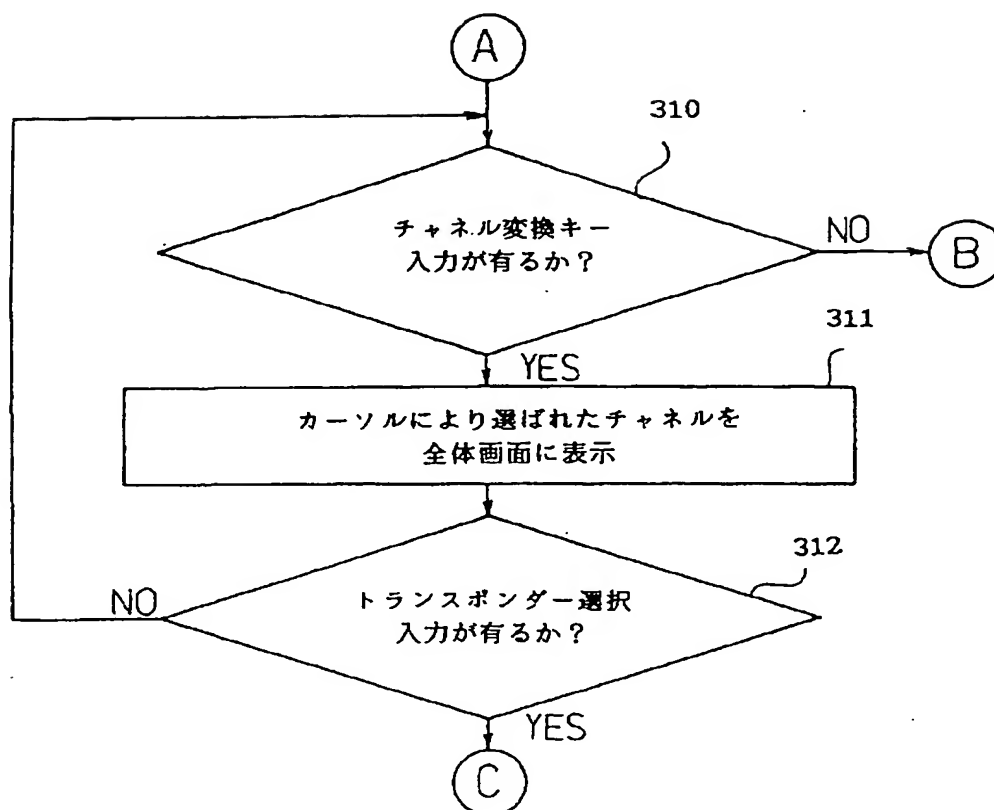 A
310
チャネル変換キー
入力が有るか?
NO
B
311
YES
カーソルにより選ばれたチャネルを
全体画面に表示
312
NO
トランスポンダー選択
入力が有るか?
YES
C